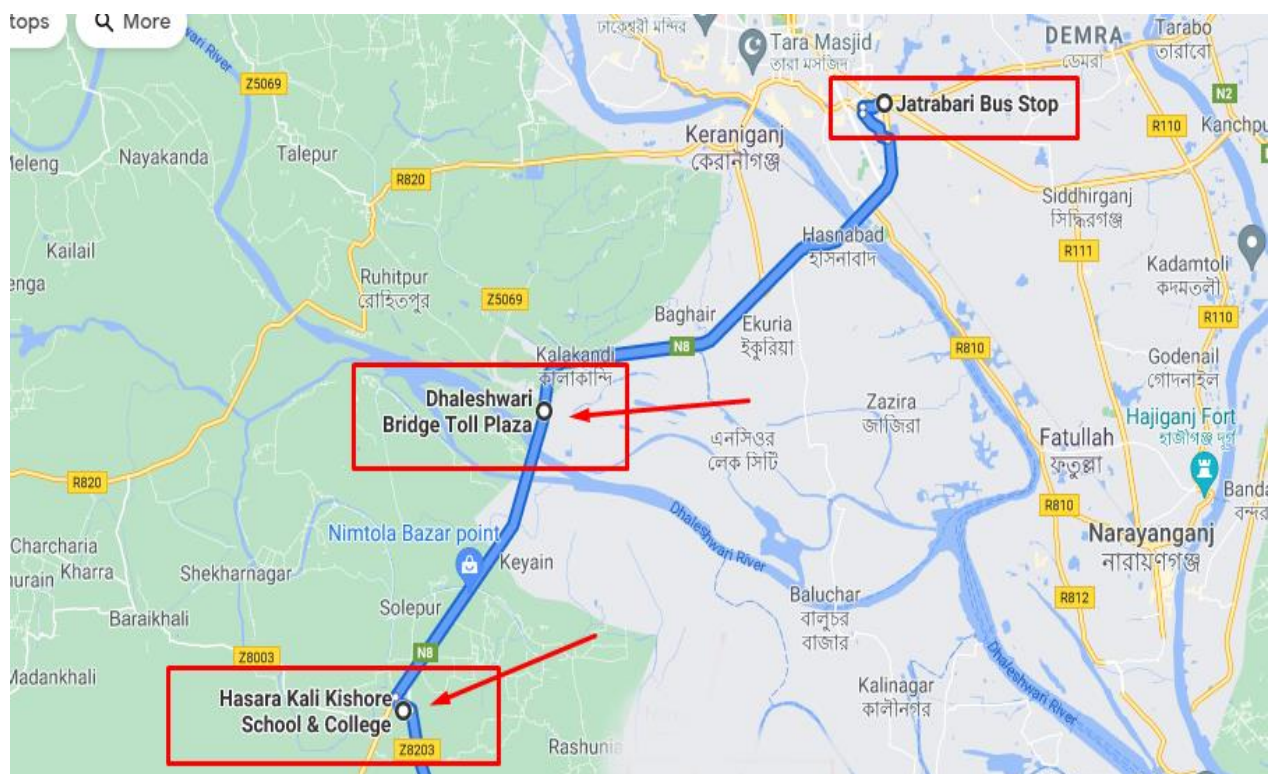 tops
More
ঢাকেশ্বরী মন্দির
Tara Masjid
তারা মসজিদ
DEMRA
ডেমরা
Tarabo
তারাবো
wari River
Z5069
Jatrabari Bus Stop
N2
R110
Kanchpu
Keraniganj
কেরানীগঞ্জ
Meleng
Nayakanda
Talepur
R820
Siddhirganj
সিদ্ধিরগঞ্জ
Hasnabad
হাসনাবাদ
R111
Kailail
enga
Kadamtoli
কদমতলী
Ruhitpur
রোহিতপুর
Z5069
Baghair
Ekuria
ইকুরিয়া
R110
N8
R810
Kalakandi
কালাকান্দি
Godenail
গোদনাইল
Dhaleshwari
Bridge Toll Plaza
Zazira
জাজিরা
Hajiganj Fort
হাজীগঞ্জ দুর্গ
এনসিওর
লেক সিটি
Fatullah
ফতুল্লা
R820
Banda
বন্দর
R810
Dhaleshwari River
Nimtola Bazar point
Narayanganj
নারায়ণগঞ্জ
Charcharia
Kharra
Shekharnagar
Keyain
Baluchar
বালুচর
বাজার
R812
Solepur
Baraikhali
Z8003
N8
Dhaleshwari River
Madankhali
Kalinagar
কালীনগর
Hasara Kali Kishore
School & College
Z8203
Rashunia